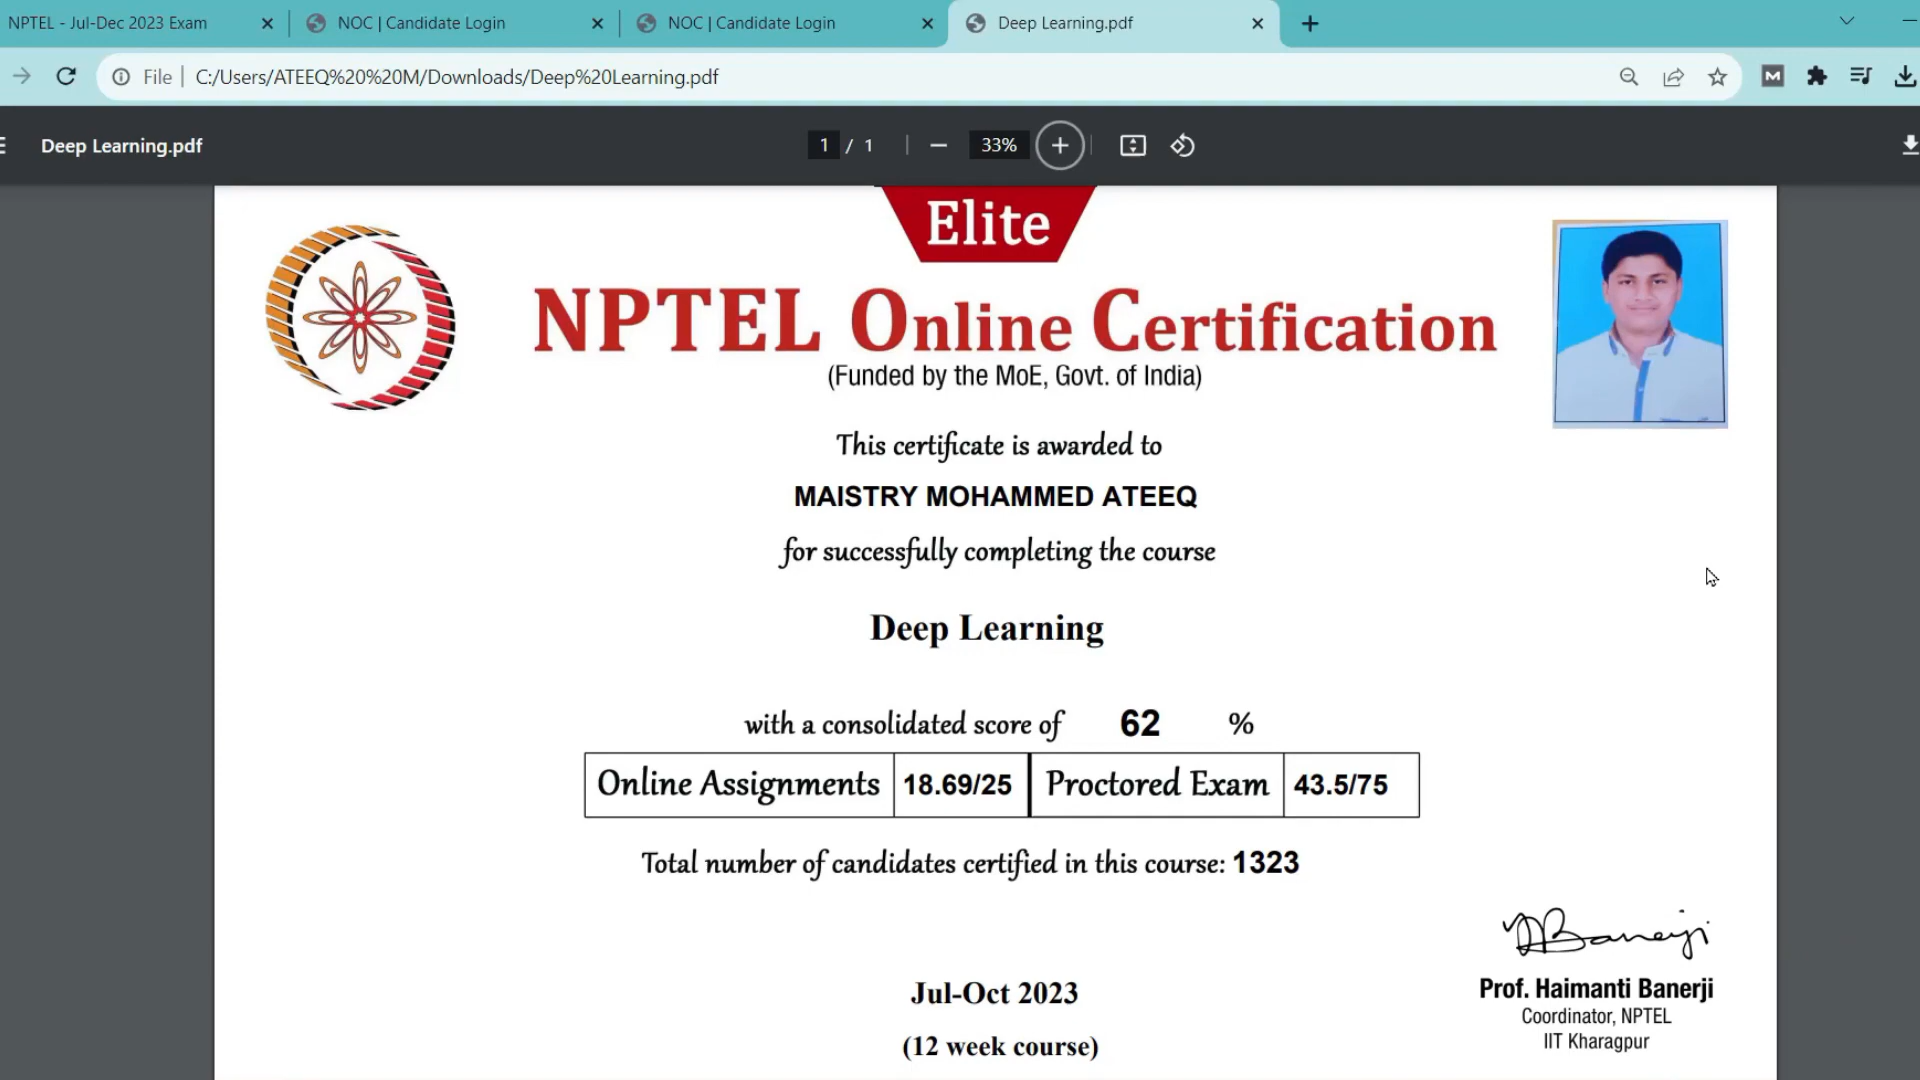 NPTEL - Jul-Dec 2023 Exam
NOC | Candidate Login
NOC | Candidate Login
Deep Learning.pdf
File
C:/Users/ATEEQ%20%20M/Downloads/Deep%20Learning.pdf
M
Deep Learning.pdf
1 / 1
33%
Elite
NPTEL Online Certification
(Funded by the MoE, Govt. of India)
This certificate is awarded to
MAISTRY MOHAMMED ATEEQ
for successfully completing the course
Deep Learning
with a consolidated score of 62 %
Online Assignments 18.69/25 Proctored Exam 43.5/75
Total number of candidates certified in this course: 1323
Banerji
Prof. Haimanti Banerji
Coordinator, NPTEL
IIT Kharagpur
Jul-Oct 2023
(12 week course)